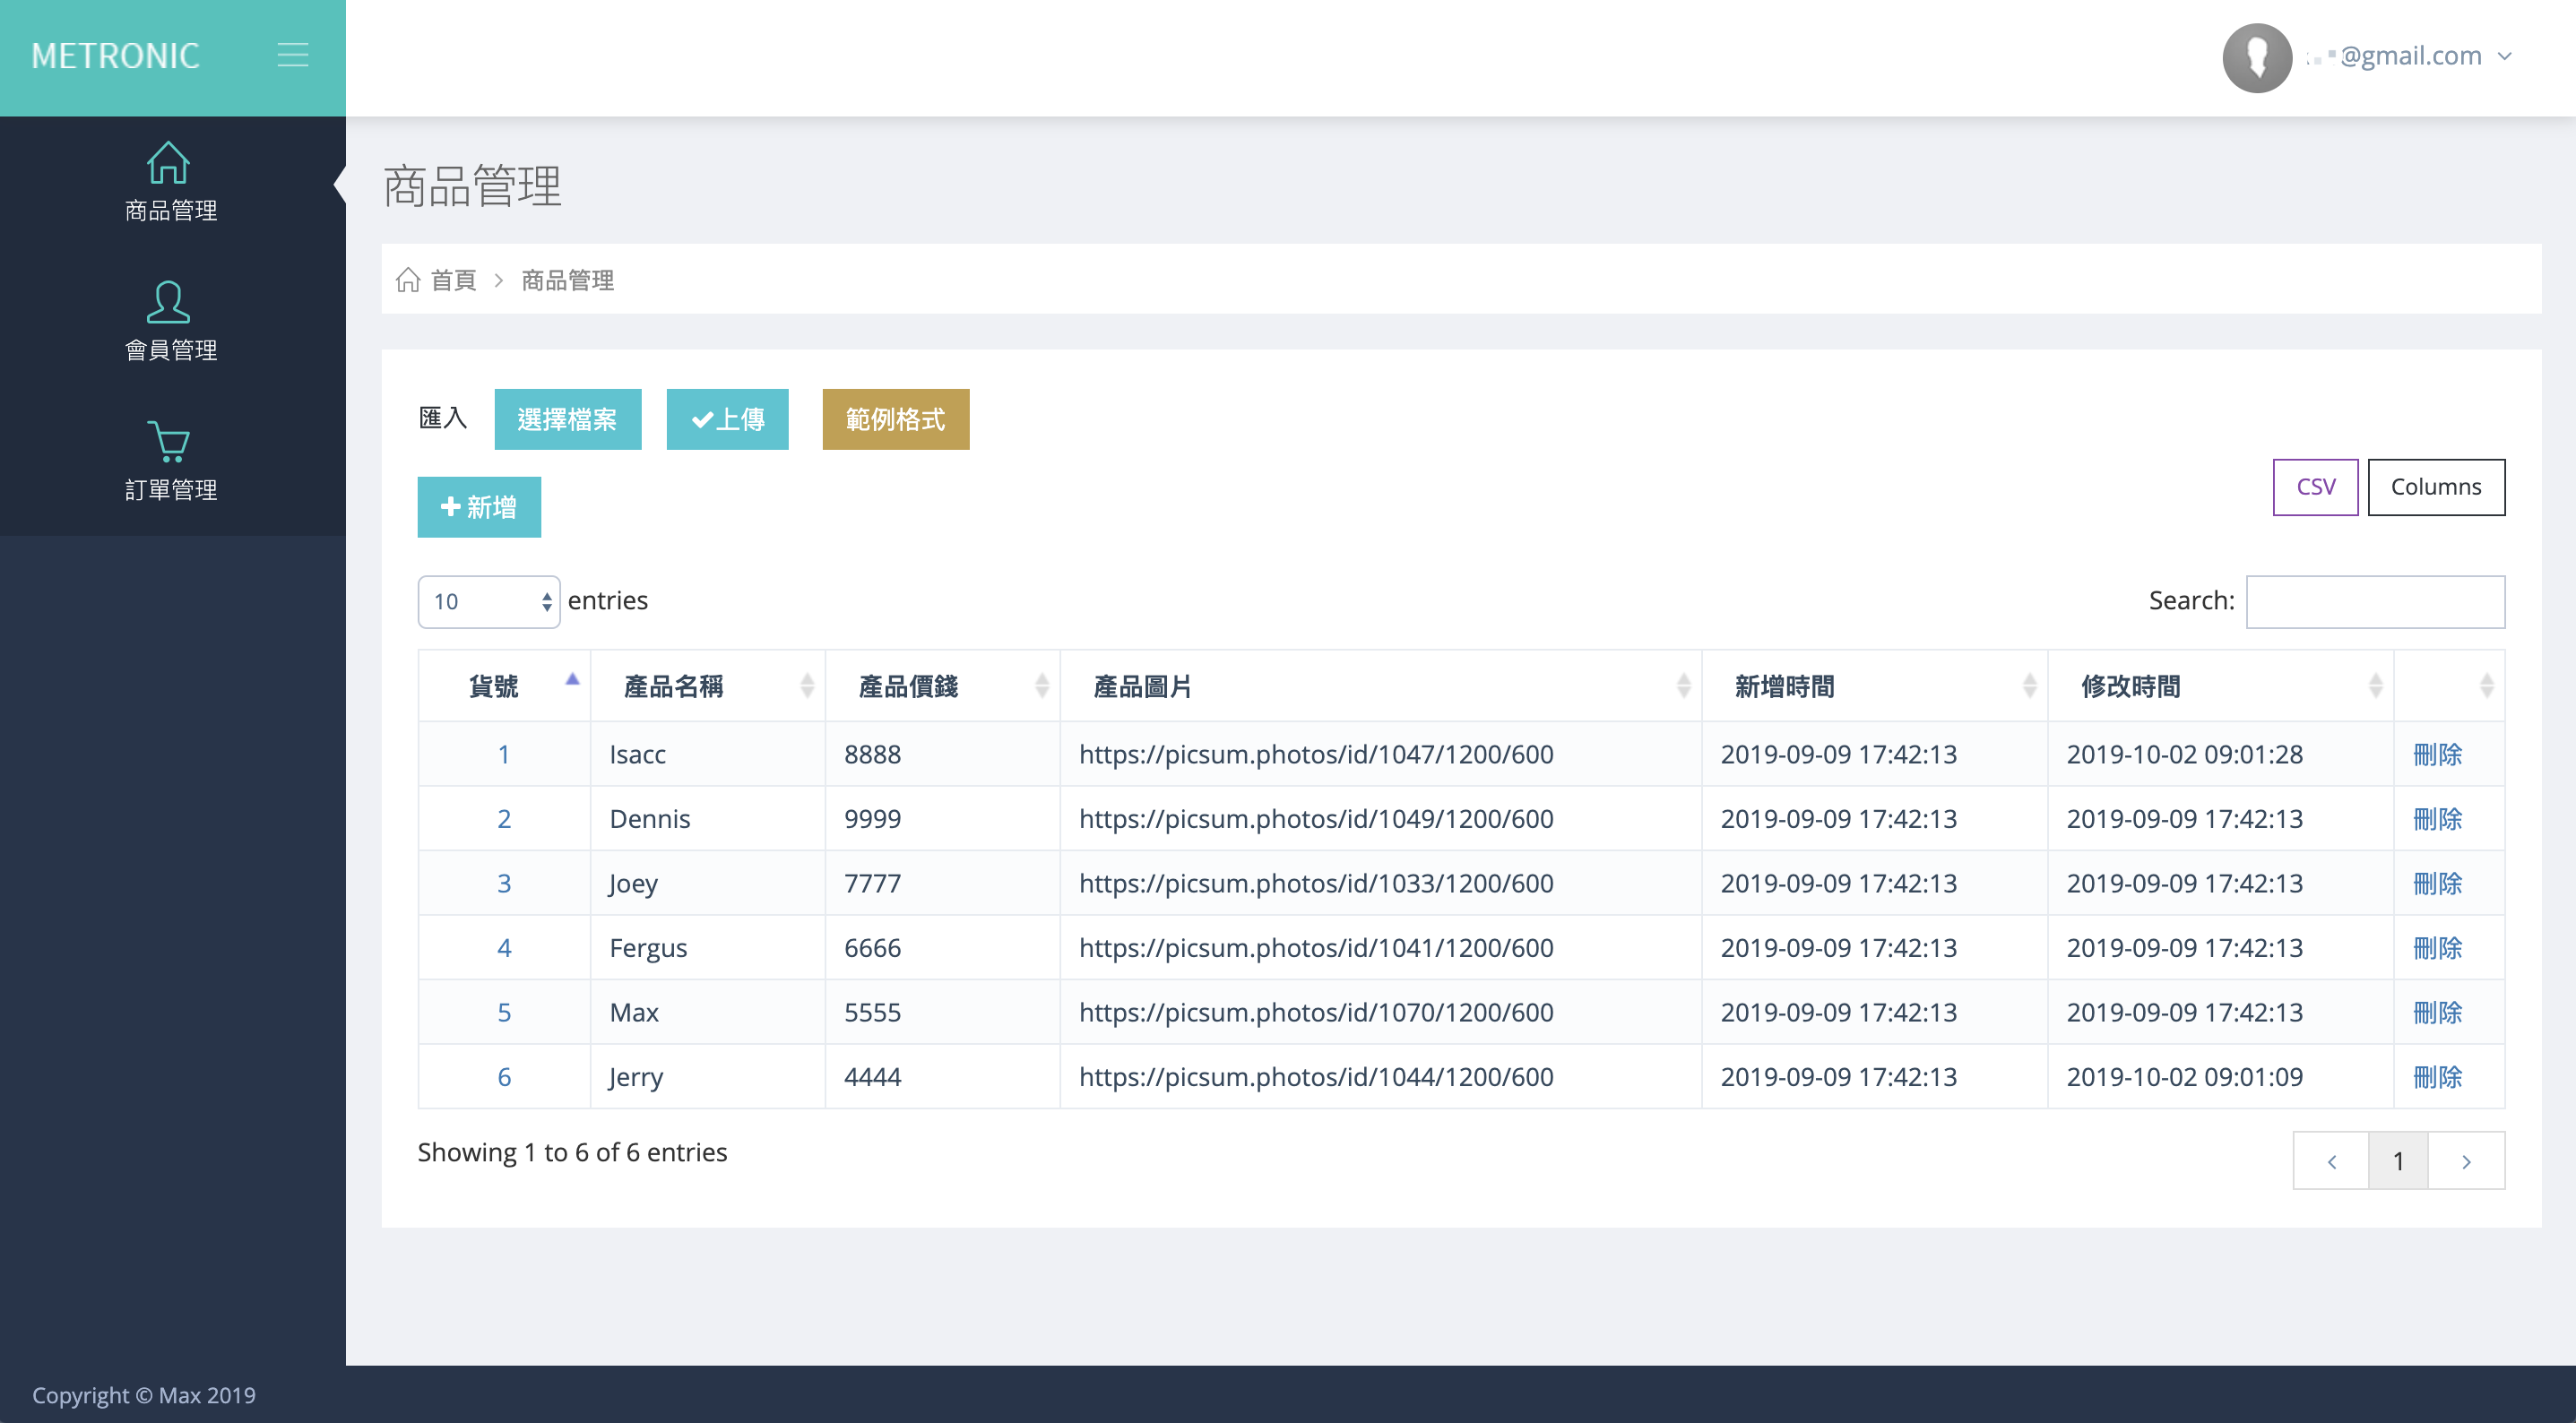 METRONIC
@gmail.com
商品管理
會員管理
訂單管理
商品管理
首頁 > 商品管理
匯入 選擇檔案 上傳 範例格式
新增
CSV Columns
10 entries
Search:
貨號 產品名稱 產品價錢 產品圖片 新增時間 修改時間
1 Isacc 8888 https://picsum.photos/id/1047/1200/600 2019-09-09 17:42:13 2019-10-02 09:01:28 刪除
2 Dennis 9999 https://picsum.photos/id/1049/1200/600 2019-09-09 17:42:13 2019-09-09 17:42:13 刪除
3 Joey 7777 https://picsum.photos/id/1033/1200/600 2019-09-09 17:42:13 2019-09-09 17:42:13 刪除
4 Fergus 6666 https://picsum.photos/id/1041/1200/600 2019-09-09 17:42:13 2019-09-09 17:42:13 刪除
5 Max 5555 https://picsum.photos/id/1070/1200/600 2019-09-09 17:42:13 2019-09-09 17:42:13 刪除
6 Jerry 4444 https://picsum.photos/id/1044/1200/600 2019-09-09 17:42:13 2019-10-02 09:01:09 刪除
Showing 1 to 6 of 6 entries
< 1 >
Copyright © Max 2019